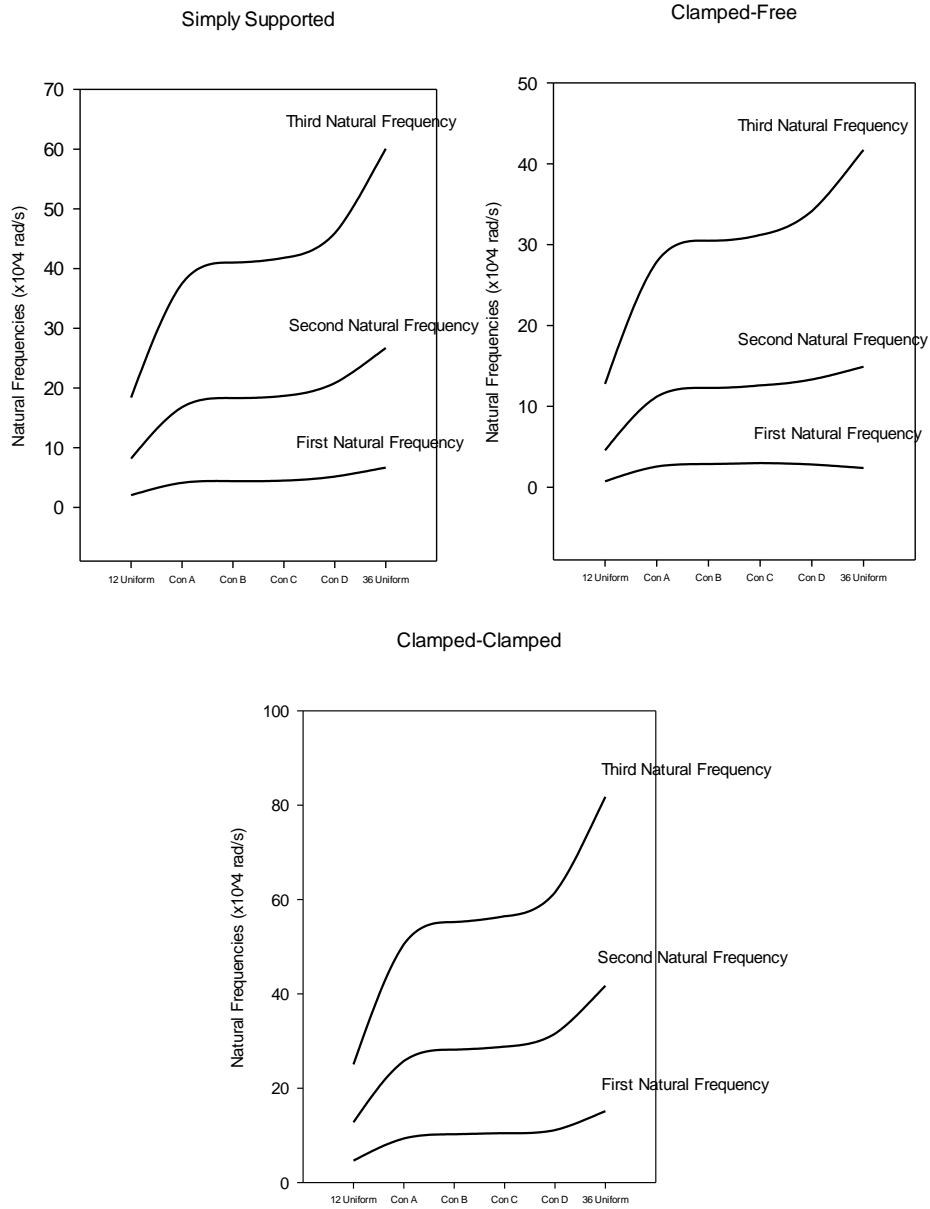 Simply Supported
Natural Frequencies (x10^4 rad/s)
70
60
50
40
30
20
10
0
Third Natural Frequency
Second Natural Frequency
First Natural Frequency
12 Uniform Con A Con B Con C Con D 36 Uniform
Clamped-Free
Natural Frequencies (x10^4 rad/s)
50
40
30
20
10
0
Third Natural Frequency
Second Natural Frequency
First Natural Frequency
12 Uniform Con A Con B Con C Con D 36 Uniform
Clamped-Clamped
Natural Frequencies (x10^4 rad/s)
100
80
60
40
20
0
Third Natural Frequency
Second Natural Frequency
First Natural Frequency
12 Uniform Con A Con B Con C Con D 36 Uniform